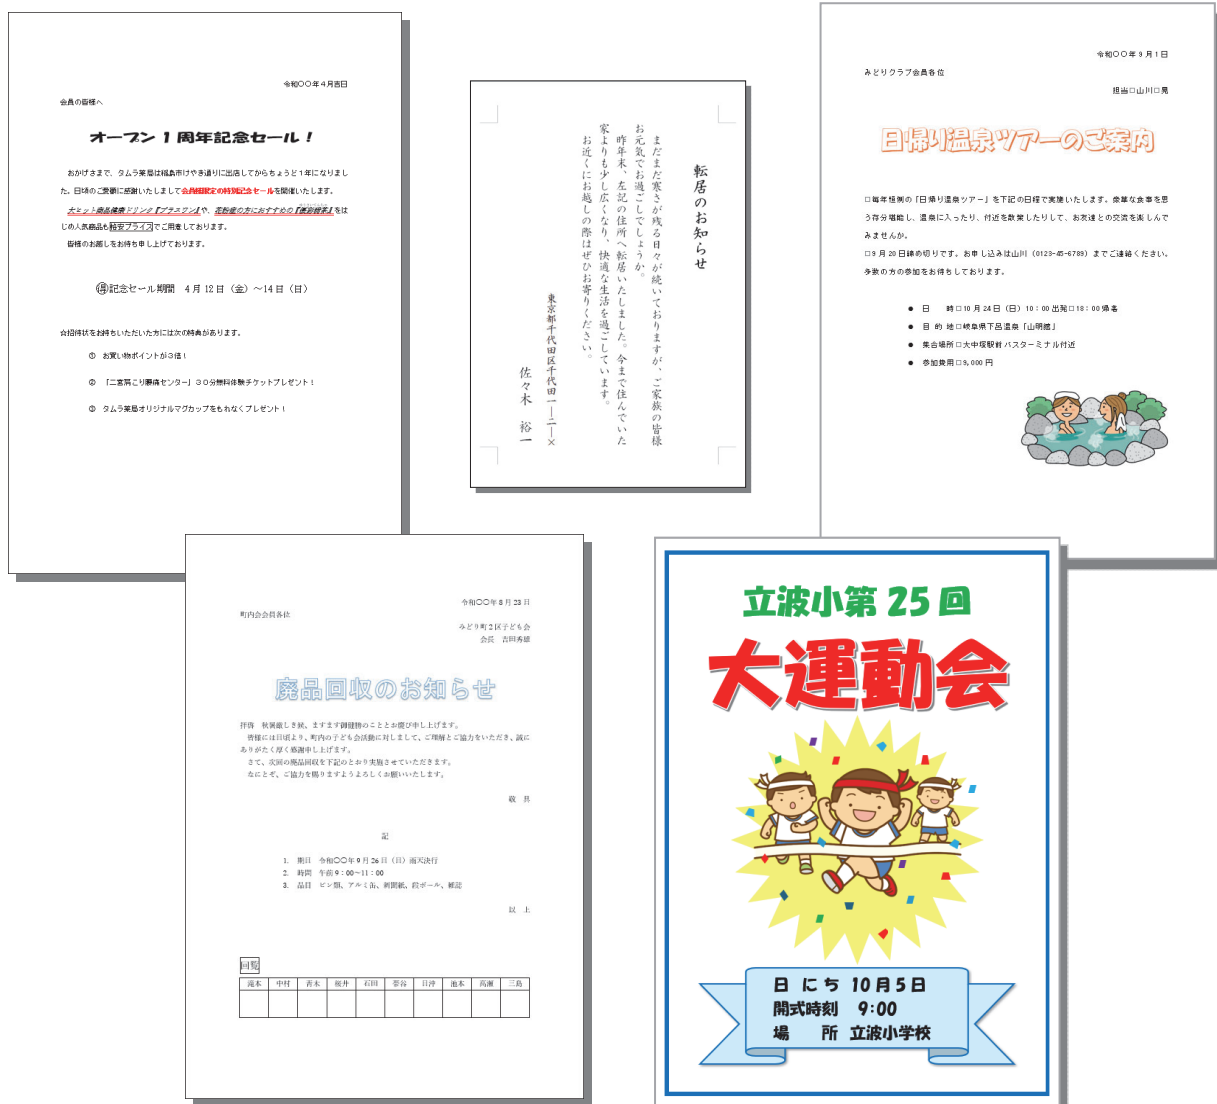 令和〇〇年４月吉日
会員の皆様へ
オープン１周年記念セール！
おかげさまで、タムラ薬局は福島市けやき通りに出店してからちょうど１年になりまし
た。日頃のご愛顧に感謝いたしまして会員様限定の特別記念セールを開催いたします。
大ヒット商品健康ドリンク『プラスワン』や、花粉症の方におすすめの『甜茶』をは
じめ人気商品も格安プライスでご用意しております。
皆様のお越しをお待ち申し上げております。
㊝記念セール期間　４月12日（金）～14日（日）
☆招待状をお持ちいただいた方には次の特典があります。
① お買い物ポイントが３倍！
② 「二宮肩こり腰痛センター」３０分無料体験チケットプレゼント！
③ タムラ薬局オリジナルマグカップをもれなくプレゼント！
転居のお知らせ
まだまだ寒さが残る日々が続いておりますが、ご家族の皆様
お元気でお過ごしでしょうか。
昨年末、左記の住所へ転居いたしました。今まで住んでいた
家よりも少し広くなり、快適な生活を過ごしています。
お近くにお越しの際はぜひお寄りください。
東京都千代田区千代田一―二―×
佐々木　裕一
令和〇〇年９月１日
みどりクラブ会員各位
担当□山川□晃
日帰り温泉ツアーのご案内
□毎年恒例の「日帰り温泉ツアー」を下記の日程で実施いたします。豪華な食事を思
う存分堪能し、温泉に入ったり、付近を散策したりして、お友達との交流を楽しんで
みませんか。
□9月20日締め切りです。お申し込みは山川（0123-45-6789）までご連絡ください。
多数の方の参加をお待ちしております。
● 日　　時□10月24日（日）10：00出発□18：00帰着
● 目 的 地□岐阜県下呂温泉「山明館」
● 集合場所□大中塚駅前バスターミナル付近
● 参加費用□9,000円
令和〇〇年8月23日
町内会会員各位
みどり町２区子ども会
会長　吉田秀雄
廃品回収のお知らせ
拝啓　秋暑厳しき候、ますます御健勝のこととお慶び申し上げます。
皆様には日頃より、町内の子ども会活動に対しまして、ご理解とご協力をいただき、誠に
ありがたく厚く感謝申し上げます。
さて、次回の廃品回収を下記のとおり実施させていただきます。
なにとぞ、ご協力を賜りますようよろしくお願いいたします。
敬　具
記
1. 期日　令和〇〇年９月26日（日）雨天決行
2. 時間　午前9：00～11：00
3. 品目　ビン類、アルミ缶、新聞紙、段ボール、雑誌
以　上
回覧
滝本 中村 青木 桜井 石田 菅谷 日沖 池本 高瀬 三島
立波小第25回
大運動会
日 にち 10月5日
開式時刻　9:00
場　所 立波小学校